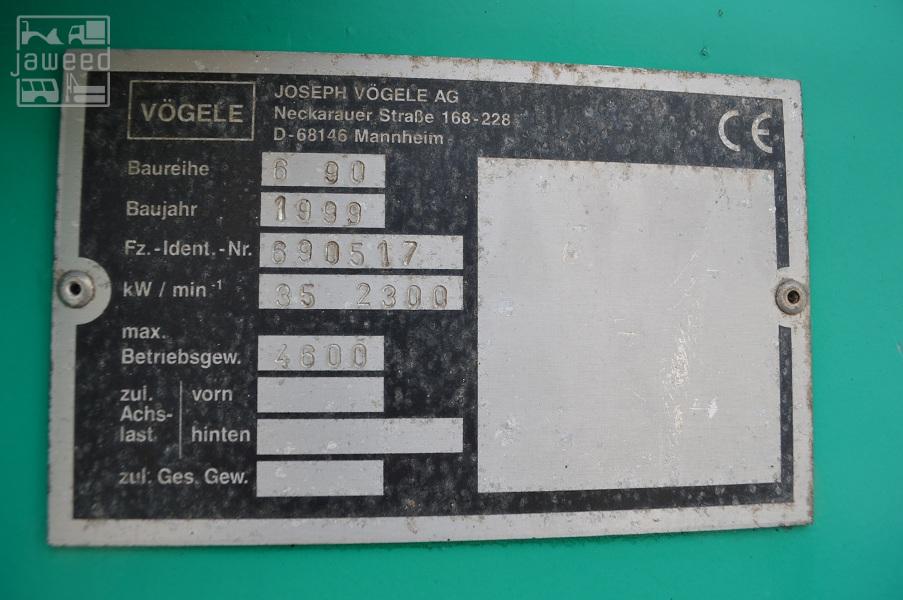 jaweed
VÖGELE
JOSEPH VÖGELE AG
Neckarauer Straße 168-228
D-68146 Mannheim
CE
Baureihe 6 90
Baujahr 1999
Fz.-Ident.-Nr. 690517
kW / min -1 35 2300
max.
Betriebsgew. 4600
zul. vorn
Achs-
last hinten
zul. Ges. Gew.